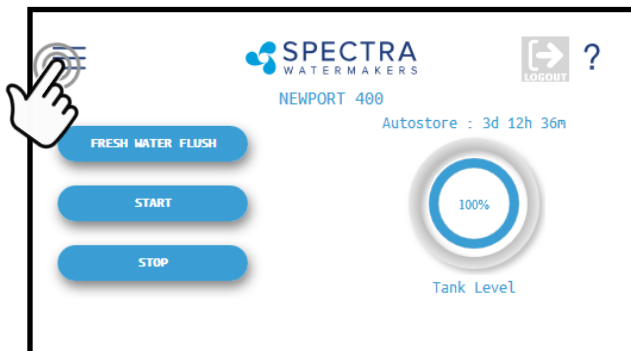 SPECTRA
WATERMAKERS
LOGOUT
?
NEWPORT 400
Autostore : 3d 12h 36m
FRESH WATER FLUSH
START
STOP
100%
Tank Level